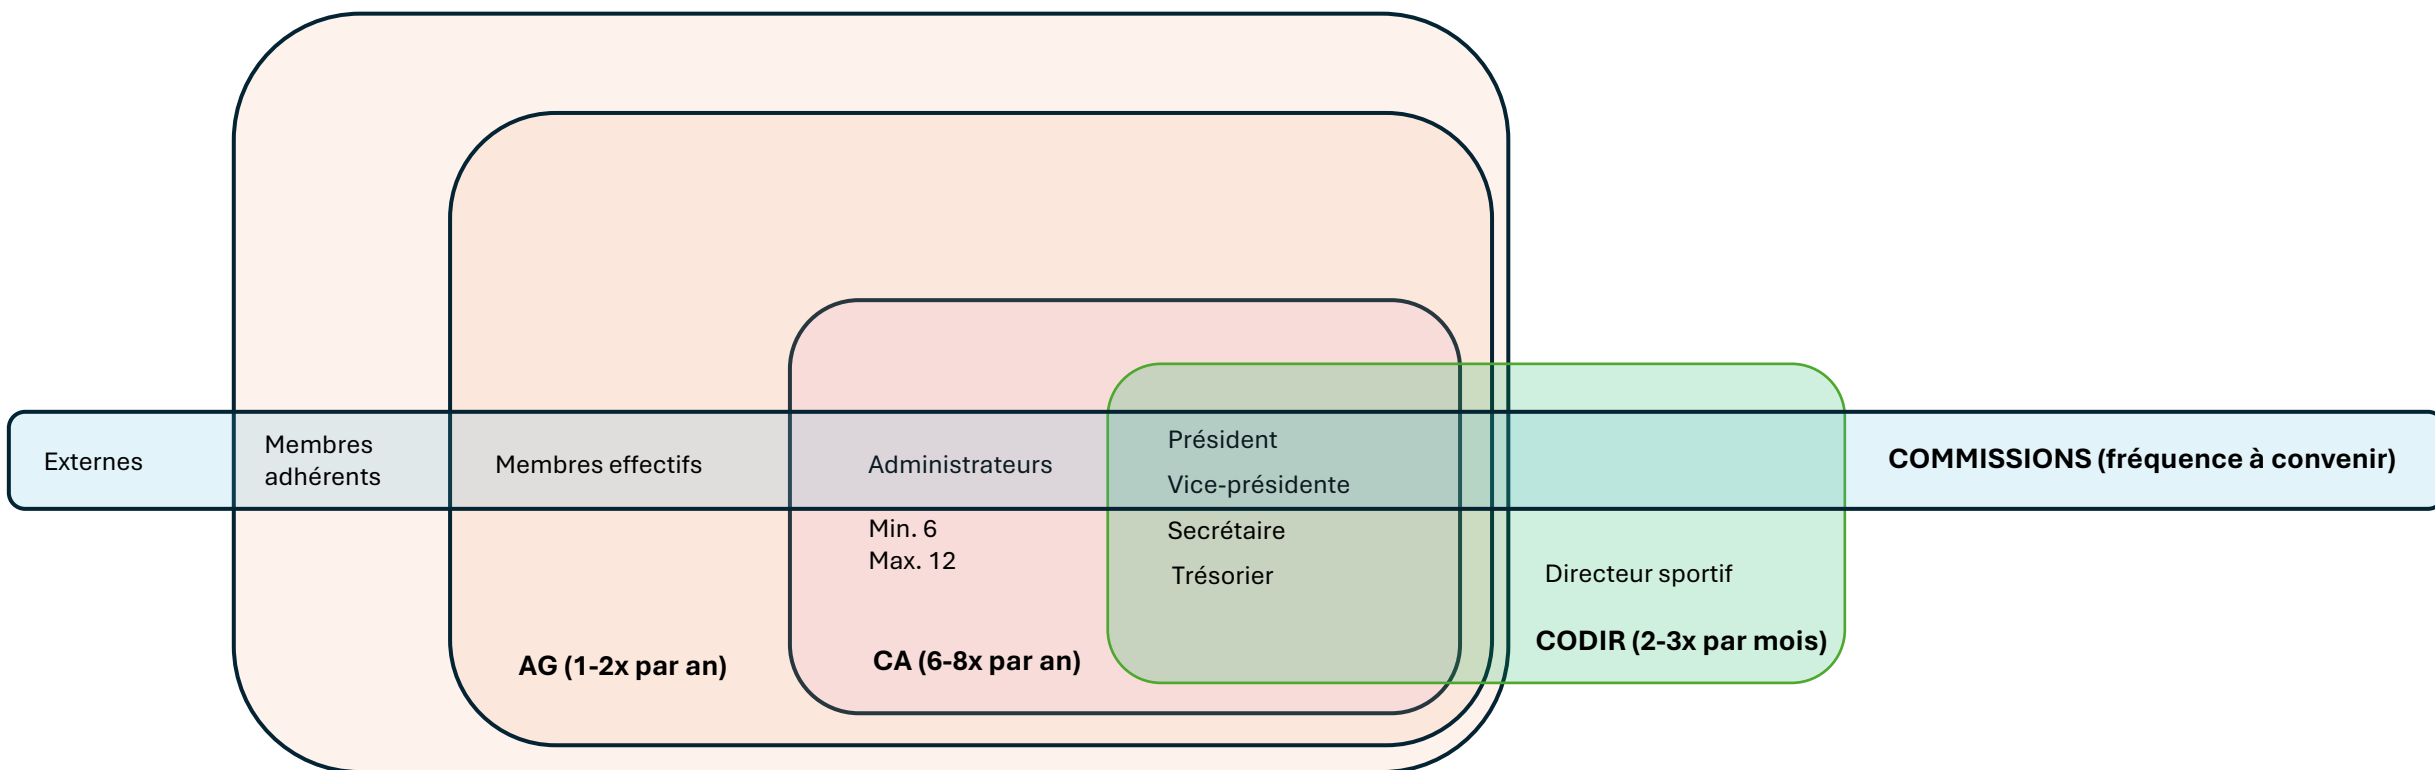 Externes
Membres
adhérents
Membres effectifs
AG (1-2x par an)
Administrateurs
Min. 6
Max. 12
CA (6-8x par an)
Président
Vice-présidente
Secrétaire
Trésorier
Directeur sportif
CODIR (2-3x par mois)
COMMISSIONS (fréquence à convenir)